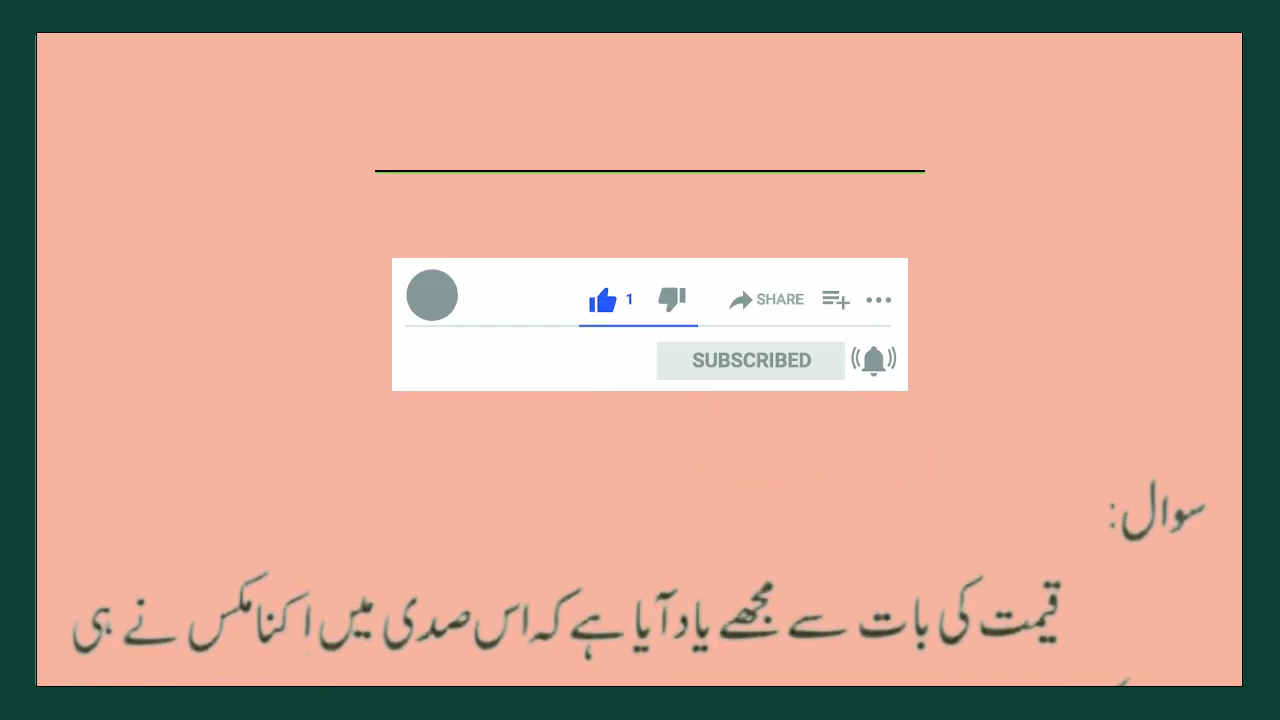 1 SHARE
SUBSCRIBED
سوال:
قیمت کی بات سے مجھے یاد آیا ہے کہ اس صدی میں اکنامکس نے ہی